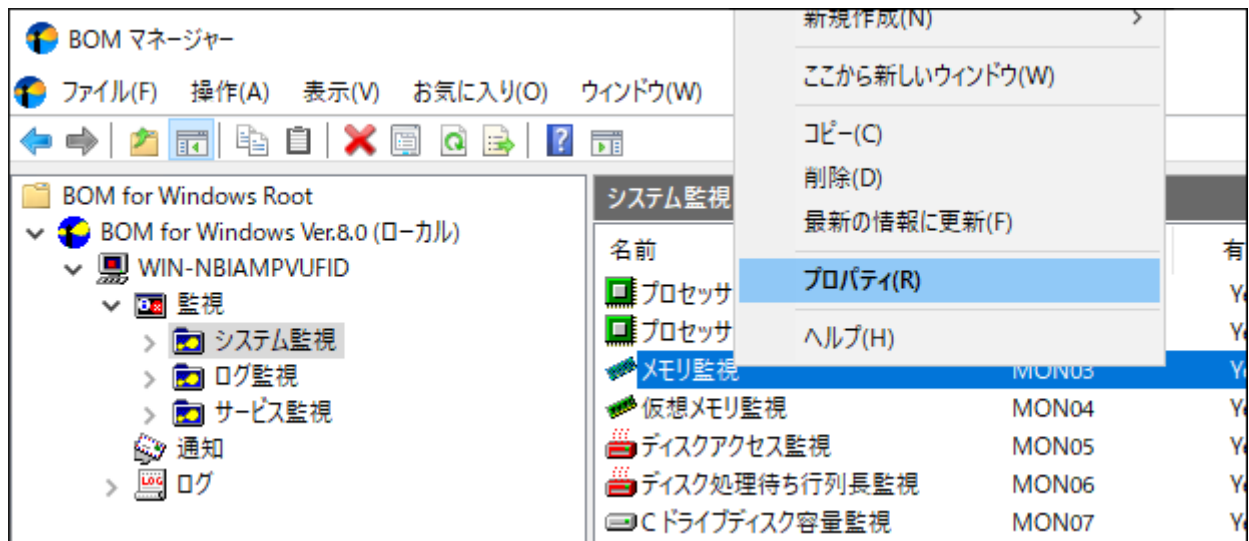 BOM マネージャー
ファイル(F) 操作(A) 表示(V) お気に入り(O) ウィンドウ(W)
新規作成(N)
ここから新しいウィンドウ(W)
コピー(C)
削除(D)
最新の情報に更新(F)
プロパティ(R)
ヘルプ(H)
BOM for Windows Root
BOM for Windows Ver.8.0 (ローカル)
WIN-NBIAMPVUFID
監視
システム監視
ログ監視
サービス監視
通知
LOG
ログ
システム監視
名前 有
プロセッサ
プロセッサ
メモリ監視 MON03
仮想メモリ監視 MON04
ディスクアクセス監視 MON05
ディスク処理待ち行列長監視 MON06
C ドライブディスク容量監視 MON07